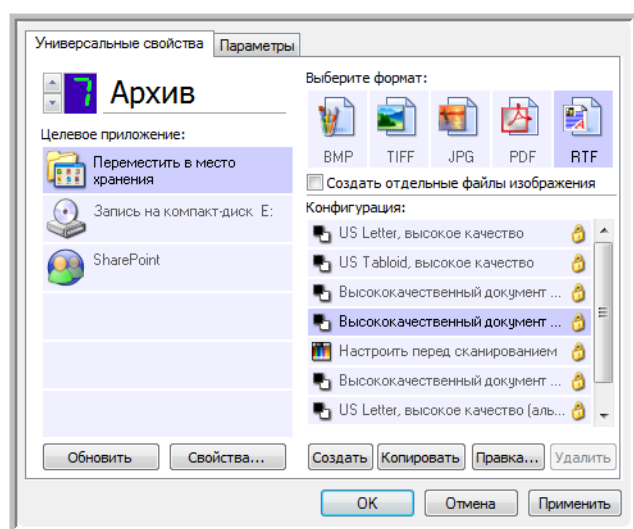 Универсальные свойства Параметры
7 Архив
Целевое приложение:
Переместить в место
хранения
Запись на компакт-диск E:
SharePoint
Обновить Свойства...
Выберите формат:
BMP TIFF JPG PDF RTF
Создать отдельные файлы изображения
Конфигурация:
US Letter, высокое качество
US Tabloid, высокое качество
Высококачественный документ ...
Высококачественный документ ...
Настроить перед сканированием
Высококачественный документ ...
US Letter, высокое качество (аль...
Создать Копировать Правка... Удалить
OK Отмена Применить